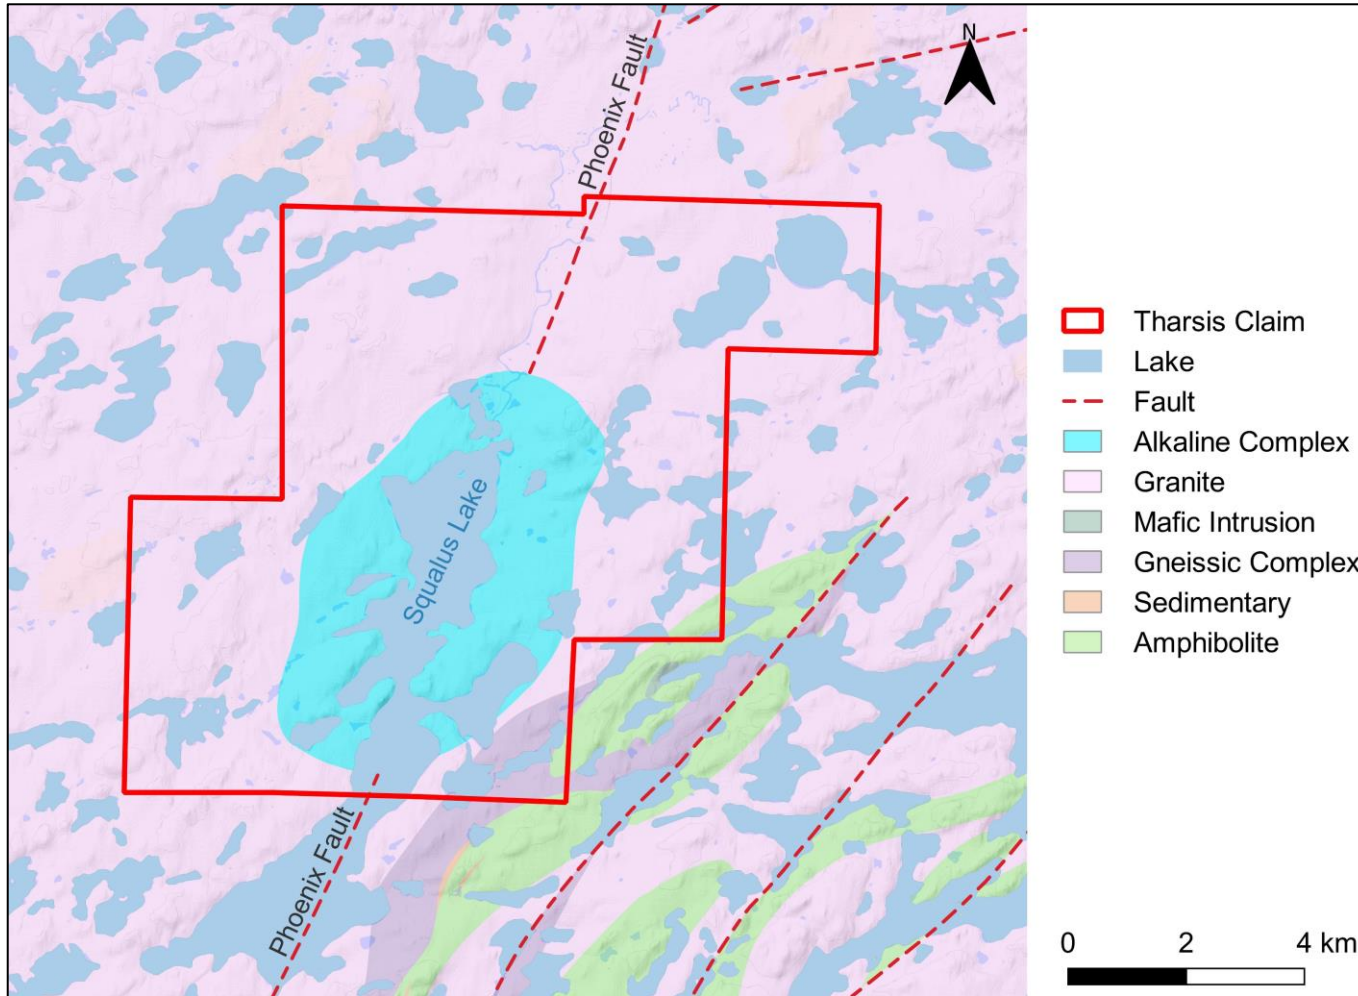 N
Phoenix Fault
Squalus Lake
Phoenix Fault
Tharsis Claim
Lake
Fault
Alkaline Complex
Granite
Mafic Intrusion
Gneissic Complex
Sedimentary
Amphibolite
0 2 4 km